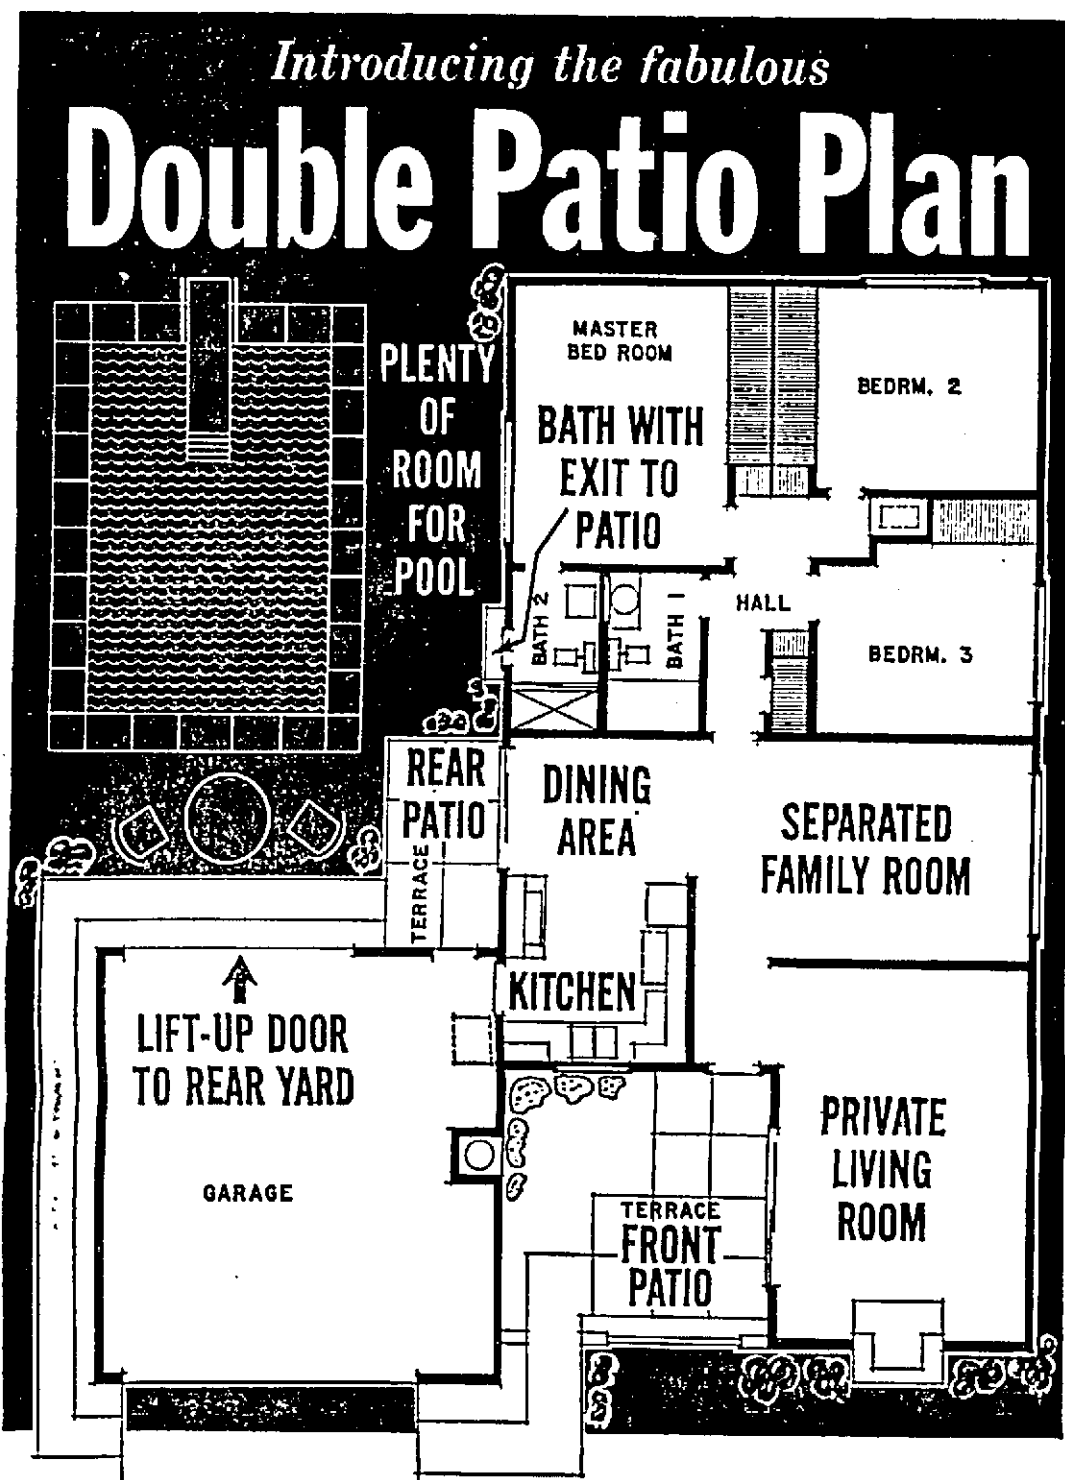 Introducing the fabulous
Double Patio Plan
PLENTY
OF
ROOM
FOR
POOL
MASTER
BED ROOM
BATH WITH
EXIT TO
PATIO
BEDRM. 2
BATH 2
BATH 1
HALL
BEDRM. 3
REAR
PATIO
TERRACE
DINING
AREA
SEPARATED
FAMILY ROOM
KITCHEN
LIFT-UP DOOR
TO REAR YARD
GARAGE
TERRACE
FRONT
PATIO
PRIVATE
LIVING
ROOM